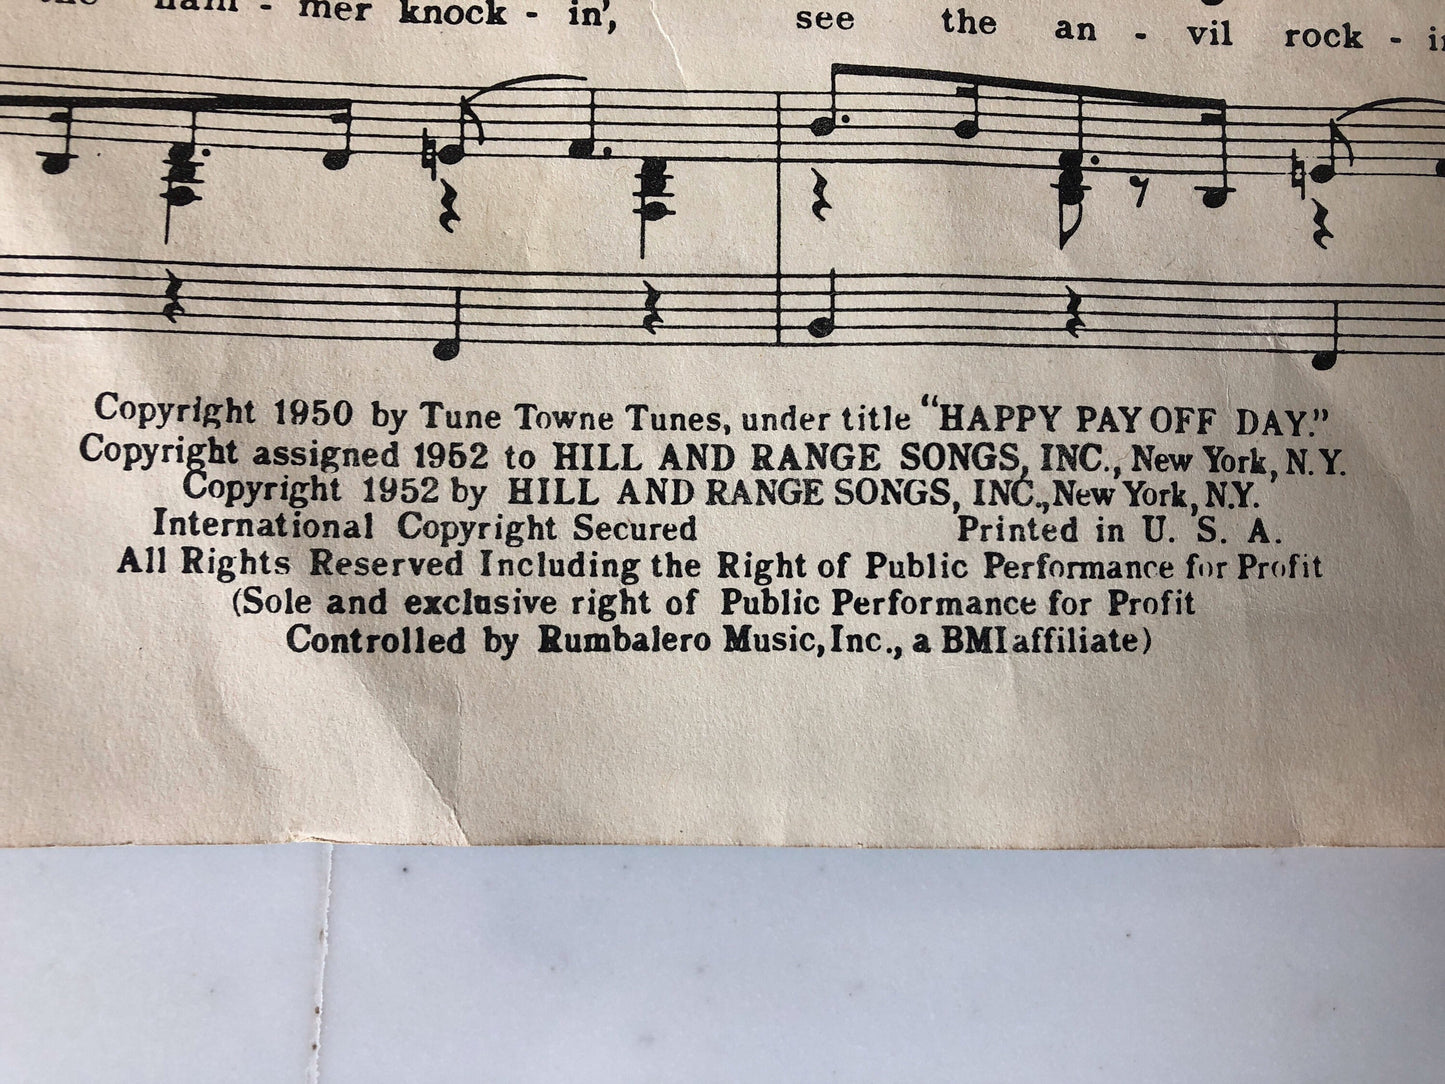 mer knock - in', see the an - vil rock -
Copyright 1950 by Tune Towne Tunes, under title "HAPPY PAY OFF DAY."
Copyright assigned 1952 to HILL AND RANGE SONGS, INC., New York, N.Y.
Copyright 1952 by HILL AND RANGE SONGS, INC., New York, N.Y.
International Copyright Secured Printed in U. S. A.
All Rights Reserved Including the Right of Public Performance for Profit
(Sole and exclusive right of Public Performance for Profit
Controlled by Rumbalero Music, Inc., a BMI affiliate)